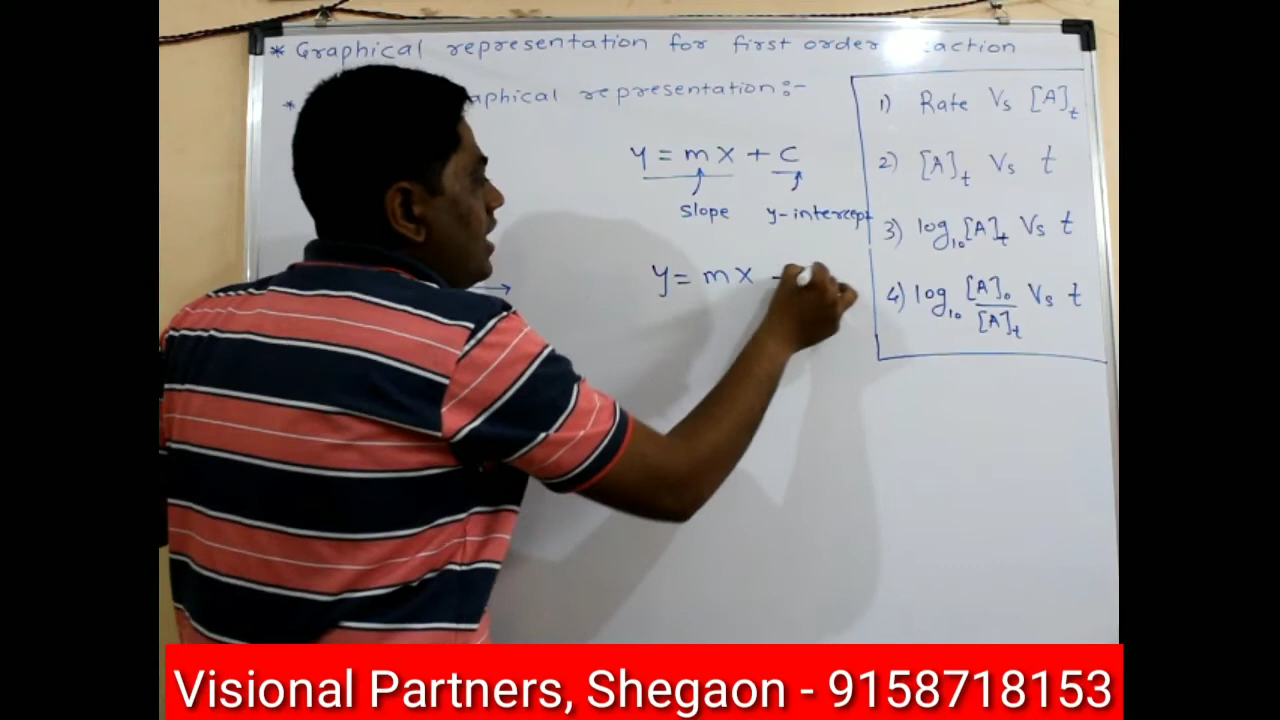 * Graphical representation for first order
* representation:-
y = mx + c
slope y-intercept
y = mx
1) Rate Vs [A]t
2) [A]t Vs t
3) log10 [A]t Vs t
4) log10 [A]0/[A]t Vs t
Visional Partners, Shegaon - 9158718153